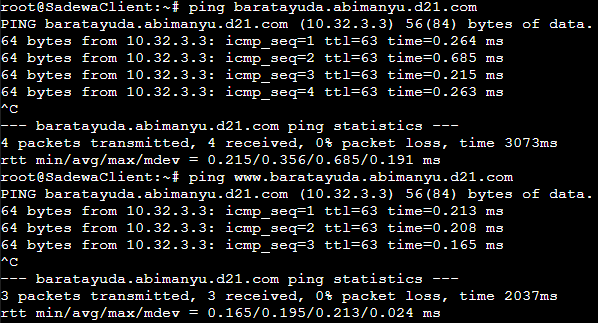 root@SadewaClient:~# ping baratayuda.abimanyu.d21.com
PING baratayuda.abimanyu.d21.com (10.32.3.3) 56(84) bytes of data.
64 bytes from 10.32.3.3: icmp_seq=1 ttl=63 time=0.264 ms
64 bytes from 10.32.3.3: icmp_seq=2 ttl=63 time=0.685 ms
64 bytes from 10.32.3.3: icmp_seq=3 ttl=63 time=0.215 ms
64 bytes from 10.32.3.3: icmp_seq=4 ttl=63 time=0.263 ms
^C
--- baratayuda.abimanyu.d21.com ping statistics ---
4 packets transmitted, 4 received, 0% packet loss, time 3073ms
rtt min/avg/max/mdev = 0.215/0.356/0.685/0.191 ms
root@SadewaClient:~# ping www.baratayuda.abimanyu.d21.com
PING baratayuda.abimanyu.d21.com (10.32.3.3) 56(84) bytes of data.
64 bytes from 10.32.3.3: icmp_seq=1 ttl=63 time=0.213 ms
64 bytes from 10.32.3.3: icmp_seq=2 ttl=63 time=0.208 ms
64 bytes from 10.32.3.3: icmp_seq=3 ttl=63 time=0.165 ms
^C
--- baratayuda.abimanyu.d21.com ping statistics ---
3 packets transmitted, 3 received, 0% packet loss, time 2037ms
rtt min/avg/max/mdev = 0.165/0.195/0.213/0.024 ms